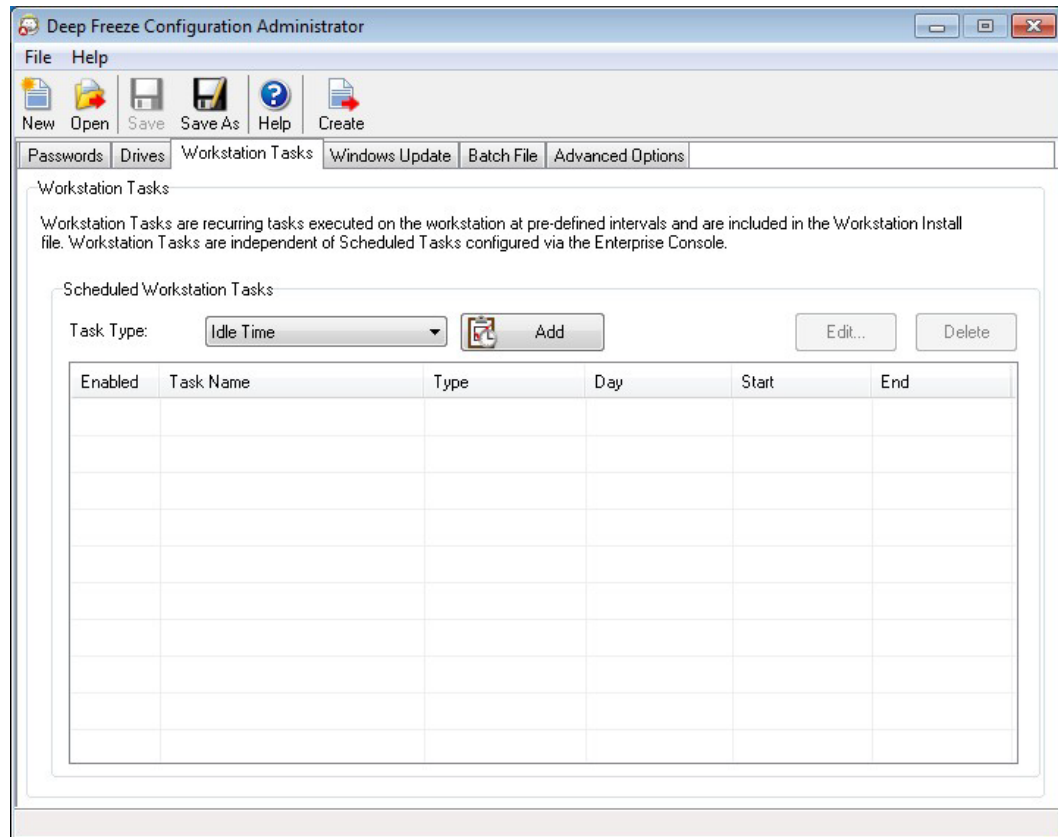 Deep Freeze Configuration Administrator
File Help
New Open Save Save As Help Create
Passwords Drives Workstation Tasks Windows Update Batch File Advanced Options
Workstation Tasks
Workstation Tasks are recurring tasks executed on the workstation at pre-defined intervals and are included in the Workstation Install
file. Workstation Tasks are independent of Scheduled Tasks configured via the Enterprise Console.
Scheduled Workstation Tasks
Task Type: Idle Time Add Edit... Delete
Enabled Task Name Type Day Start End